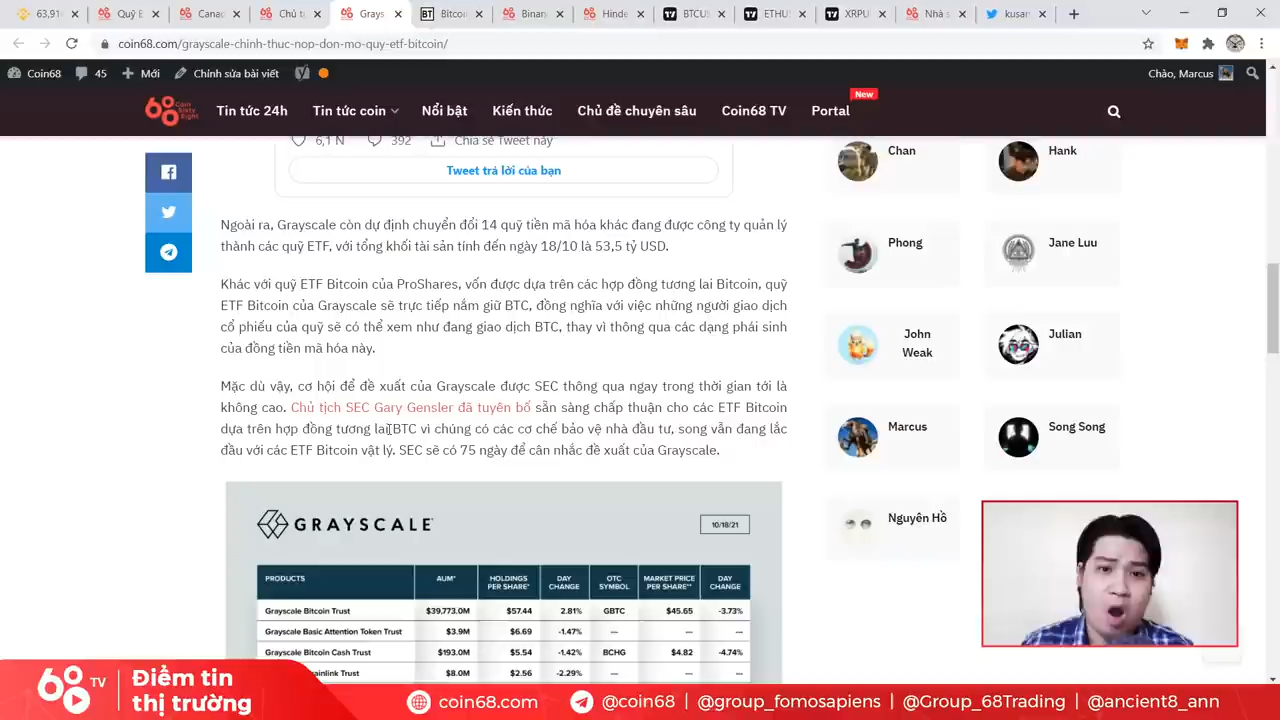 63,91
Quỹ E
Canac
Chủ tị
Grays
Bitcoi
Binan
Hinde
BTCUS
ETHUS
XRPU
Nhà s
kusam
coin68.com/grayscale-chinh-thuc-nop-don-mo-quy-etf-bitcoin/
Coin68 45 Mới Chỉnh sửa bài viết
Chào, Marcus
68 Coin Sixty Eight
Tin tức 24h
Tin tức coin
Nổi bật
Kiến thức
Chủ đề chuyên sâu
Coin68 TV
Portal
New
6,1 N 392 Chia sẻ Tweet này
Tweet trả lời của bạn
Ngoài ra, Grayscale còn dự định chuyển đổi 14 quỹ tiền mã hóa khác đang được công ty quản lý
thành các quỹ ETF, với tổng khối tài sản tính đến ngày 18/10 là 53,5 tỷ USD.
Khác với quỹ ETF Bitcoin của ProShares, vốn được dựa trên các hợp đồng tương lai Bitcoin, quỹ
ETF Bitcoin của Grayscale sẽ trực tiếp nắm giữ BTC, đồng nghĩa với việc những người giao dịch
cổ phiếu của quỹ sẽ có thể xem như đang giao dịch BTC, thay vì thông qua các dạng phái sinh
của đồng tiền mã hóa này.
Mặc dù vậy, cơ hội để đề xuất của Grayscale được SEC thông qua ngay trong thời gian tới là
không cao. Chủ tịch SEC Gary Gensler đã tuyên bố sẵn sàng chấp thuận cho các ETF Bitcoin
dựa trên hợp đồng tương lai BTC vì chúng có các cơ chế bảo vệ nhà đầu tư, song vẫn đang lắc
đầu với các ETF Bitcoin vật lý. SEC sẽ có 75 ngày để cân nhắc đề xuất của Grayscale.
GRAYSCALE
10/18/21
PRODUCTS AUM* HOLDINGS PER SHARE* DAY CHANGE OTC SYMBOL MARKET PRICE PER SHARE** DAY CHANGE
Grayscale Bitcoin Trust $39,773.0M $57.44 2.81% GBTC $45.65 -3.73%
Grayscale Basic Attention Token Trust $3.9M $6.69 -1.47% --- --- ---
Grayscale Bitcoin Cash Trust $193.0M $5.54 -1.42% BCHG $4.82 -4.74%
ainlink Trust $8.0M $2.56 -2.29% --- --- ---
Chan
Hank
Phong
Jane Luu
John Weak
Julian
Marcus
Song Song
Nguyên Hồ
68 TV
Điểm tin
thị trường
coin68.com
@coin68 | @group_fomosapiens | @Group_68Trading | @ancient8_ann